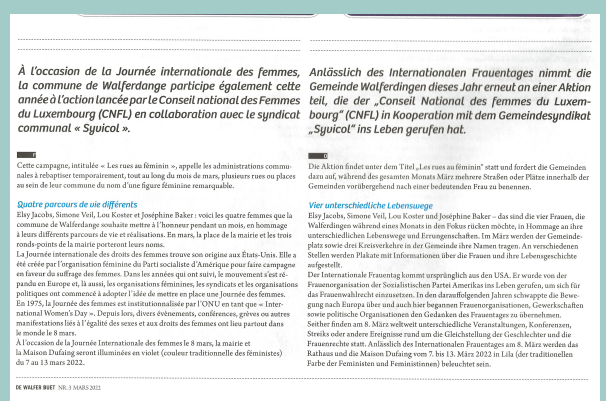 À l'occasion de la Journée internationale des femmes,
la commune de Walferdange participe également cette
année à l'action lancée par le Conseil national des Femmes
du Luxembourg (CNFL) en collaboration avec le syndicat
communal « Syvicol ».
F
Cette campagne, intitulée « Les rues au féminin », appelle les administrations commu-
nales à rebaptiser temporairement, tout au long du mois de mars, plusieurs rues ou places
au sein de leur commune du nom d'une figure féminine remarquable.
Quatre parcours de vie différents
Elsy Jacobs, Simone Veil, Lou Koster et Joséphine Baker : voici les quatre femmes que la
commune de Walferdange souhaite mettre à l'honneur pendant un mois, en hommage
à leurs différents parcours de vie et réalisations. En mars, la place de la mairie et les trois
ronds-points de la mairie porteront leurs noms.
La Journée internationale des droits des femmes trouve son origine aux États-Unis. Elle a
été créée par l'organisation féminine du Parti socialiste d'Amérique pour faire campagne
en faveur du suffrage des femmes. Dans les années qui ont suivi, le mouvement s'est ré-
pandu en Europe et, là aussi, les organisations féminines, les syndicats et les organisations
politiques ont commencé à adopter l'idée de mettre en place une Journée des femmes.
En 1975, la Journée des femmes est institutionnalisée par l'ONU en tant que « Inter-
national Women's Day ». Depuis lors, divers évènements, conférences, grèves ou autres
manifestations liés à l'égalité des sexes et aux droits des femmes ont lieu partout dans
le monde le 8 mars.
À l'occasion de la Journée Internationale des femmes le 8 mars, la mairie et
la Maison Dufaing seront illuminées en violet (couleur traditionnelle des féministes)
du 7 au 13 mars 2022.
Anlässlich des Internationalen Frauentages nimmt die
Gemeinde Walferdingen dieses Jahr erneut an einer Aktion
teil, die der „Conseil National des femmes du Luxem-
bourg“ (CNFL) in Kooperation mit dem Gemeindesyndikat
„Syvicol“ ins Leben gerufen hat.
D
Die Aktion findet unter dem Titel „Les rues au féminin“ statt und fordert die Gemeinden
dazu auf, während des gesamten Monats März mehrere Straßen oder Plätze innerhalb der
Gemeinden vorübergehend nach einer bedeutenden Frau zu benennen.
Vier unterschiedliche Lebenswege
Elsy Jacobs, Simone Veil, Lou Koster und Joséphine Baker – das sind die vier Frauen, die
Walferdingen während eines Monats in den Fokus rücken möchte, in Hommage an ihre
unterschiedlichen Lebenswege und Errungenschaften. Im März werden der Gemeinde-
platz sowie drei Kreisverkehre in der Gemeinde ihre Namen tragen. An verschiedenen
Stellen werden Plakate mit Informationen über die Frauen und ihre Lebensgeschichte
aufgestellt.
Der Internationale Frauentag kommt ursprünglich aus den USA. Er wurde von der
Frauenorganisation der Sozialistischen Partei Amerikas ins Leben gerufen, um sich für
das Frauenwahlrecht einzusetzen. In den darauffolgenden Jahren schwappte die Bewe-
gung nach Europa über und auch hier begannen Frauenorganisationen, Gewerkschaften
sowie politische Organisationen den Gedanken des Frauentages zu übernehmen.
Seither finden am 8. März weltweit unterschiedliche Veranstaltungen, Konferenzen,
Streiks oder andere Ereignisse rund um die Gleichstellung der Geschlechter und die
Frauenrechte statt. Anlässlich des Internationalen Frauentages am 8. März werden das
Rathaus und die Maison Dufaing vom 7. bis 13. März 2022 in Lila (der traditionellen
Farbe der Feministen und Feministinnen) beleuchtet sein.
DE WALFER BUET NR. 3 MARS 2022